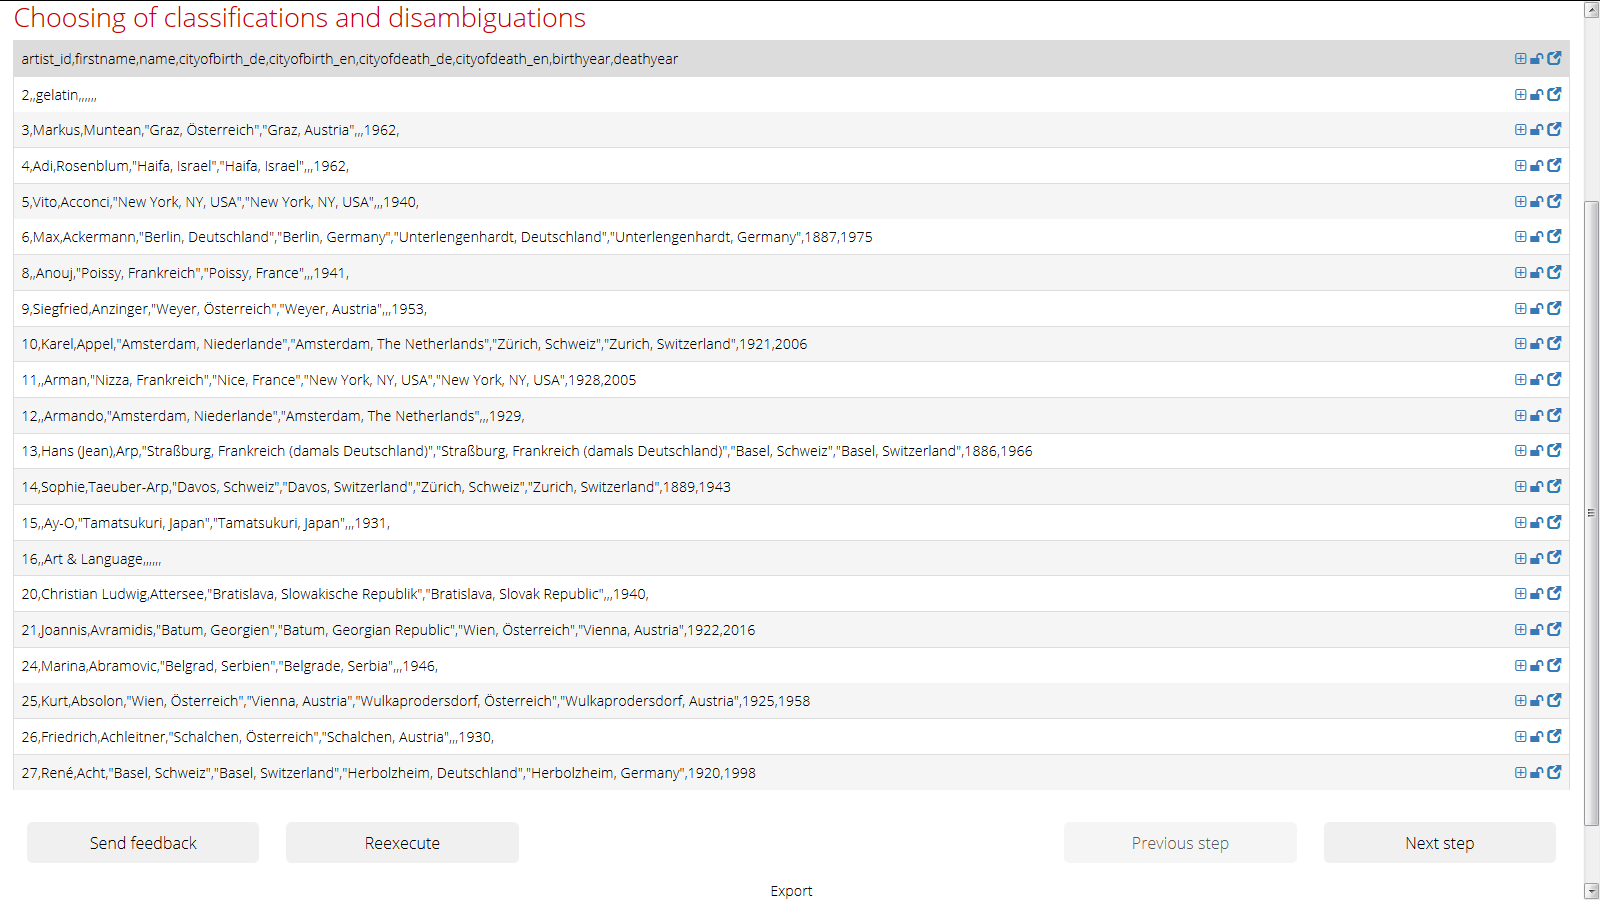 Choosing of classifications and disambiguations
artist_id,firstname,name,cityofbirth_de,cityofbirth_en,cityofdeath_de,cityofdeath_en,birthyear,deathyear
2,,gelatin,,,,,,
3,Markus,Muntean,"Graz, Österreich","Graz, Austria",,,1962,
4,Adi,Rosenblum,"Haifa, Israel","Haifa, Israel",,,1962,
5,Vito,Acconci,"New York, NY, USA","New York, NY, USA",,,1940,
6,Max,Ackermann,"Berlin, Deutschland","Berlin, Germany","Unterlengenhardt, Deutschland","Unterlengenhardt, Germany",1887,1975
8,,Anouj,"Poissy, Frankreich","Poissy, France",,,1941,
9,Siegfried,Anzinger,"Weyer, Österreich","Weyer, Austria",,,1953,
10,Karel,Appel,"Amsterdam, Niederlande","Amsterdam, The Netherlands","Zürich, Schweiz","Zurich, Switzerland",1921,2006
11,,Arman,"Nizza, Frankreich","Nice, France","New York, NY, USA","New York, NY, USA",1928,2005
12,,Armando,"Amsterdam, Niederlande","Amsterdam, The Netherlands",,,1929,
13,Hans (Jean),Arp,"Straßburg, Frankreich (damals Deutschland)","Straßburg, Frankreich (damals Deutschland)","Basel, Schweiz","Basel, Switzerland",1886,1966
14,Sophie,Taeuber-Arp,"Davos, Schweiz","Davos, Switzerland","Zürich, Schweiz","Zurich, Switzerland",1889,1943
15,,Ay-O,"Tamatsukuri, Japan","Tamatsukuri, Japan",,,1931,
16,,Art & Language,,,,,,
20,Christian Ludwig,Attersee,"Bratislava, Slowakische Republik","Bratislava, Slovak Republic",,,1940,
21,Joannis,Avramidis,"Batum, Georgien","Batum, Georgian Republic","Wien, Österreich","Vienna, Austria",1922,2016
24,Marina,Abramovic,"Belgrad, Serbien","Belgrade, Serbia",,,1946,
25,Kurt,Absolon,"Wien, Österreich","Vienna, Austria","Wulkaprodersdorf, Österreich","Wulkaprodersdorf, Austria",1925,1958
26,Friedrich,Achleitner,"Schalchen, Österreich","Schalchen, Austria",,,1930,
27,René,Acht,"Basel, Schweiz","Basel, Switzerland","Herbolzheim, Deutschland","Herbolzheim, Germany",1920,1998
Send feedback Reexecute Previous step Next step
Export